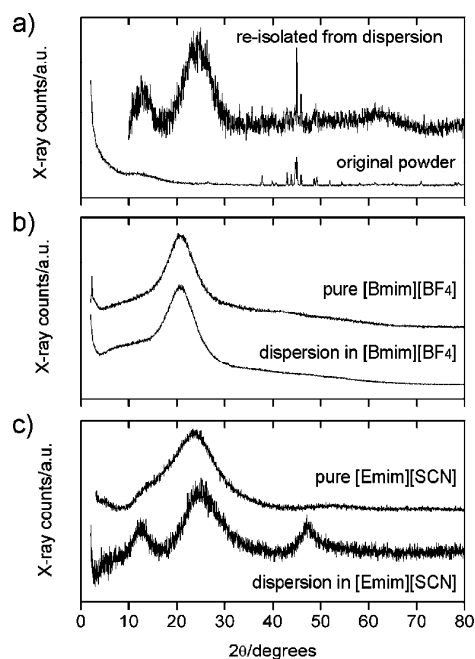 a)
X-ray counts/a.u.
re-isolated from dispersion
original powder
b)
X-ray counts/a.u.
pure [Bmim][BF4]
dispersion in [Bmim][BF4]
c)
X-ray counts/a.u.
pure [Emim][SCN]
dispersion in [Emim][SCN]
0 10 20 30 40 50 60 70 80
2θ/degrees